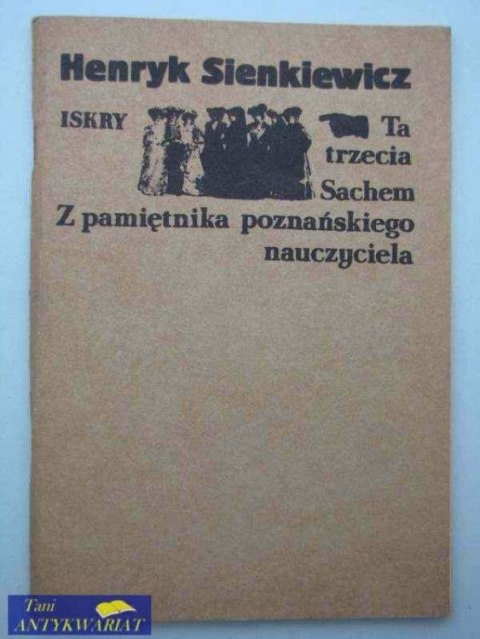 Henryk Sienkiewicz
ISKRY
Ta
trzecia
Sachem
Z pamiętnika poznańskiego
nauczyciela
Tani
ANTYKWARIAT